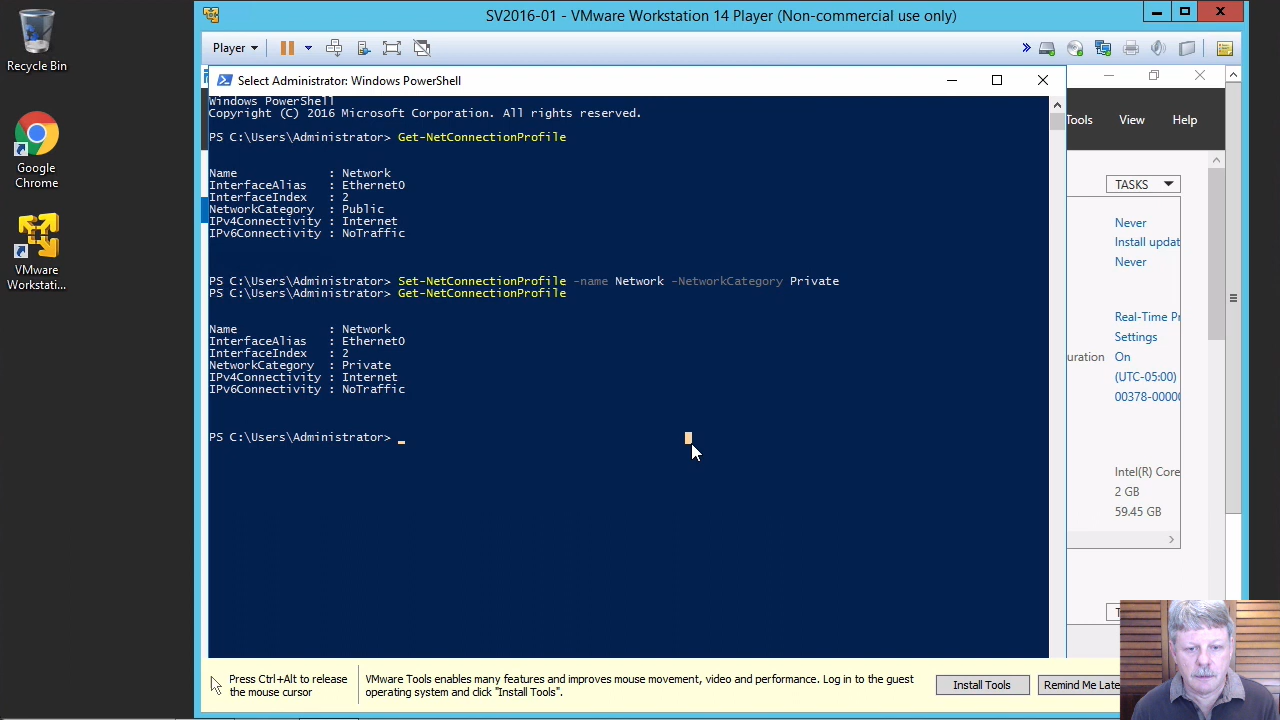 SV2016-01 - VMware Workstation 14 Player (Non-commercial use only)
Recycle Bin
Google
Chrome
VMware
Workstati...
Player
Select Administrator: Windows PowerShell
Tools View Help
TASKS
Windows PowerShell
Copyright (C) 2016 Microsoft Corporation. All rights reserved.
PS C:\Users\Administrator> Get-NetConnectionProfile
Name : Network
InterfaceAlias : Ethernet0
InterfaceIndex : 2
NetworkCategory : Public
IPv4Connectivity : Internet
IPv6Connectivity : NoTraffic
PS C:\Users\Administrator> Set-NetConnectionProfile -name Network -NetworkCategory Private
PS C:\Users\Administrator> Get-NetConnectionProfile
Name : Network
InterfaceAlias : Ethernet0
InterfaceIndex : 2
NetworkCategory : Private
IPv4Connectivity : Internet
IPv6Connectivity : NoTraffic
PS C:\Users\Administrator> _
Never
Install updat
Never
Real-Time Pr
Settings
uration On
(UTC-05:00)
00378-00000
Intel(R) Core
2 GB
59.45 GB
Press Ctrl+Alt to release
the mouse cursor
VMware Tools enables many features and improves mouse movement, video and performance. Log in to the guest
operating system and click "Install Tools".
Install Tools
Remind Me Late